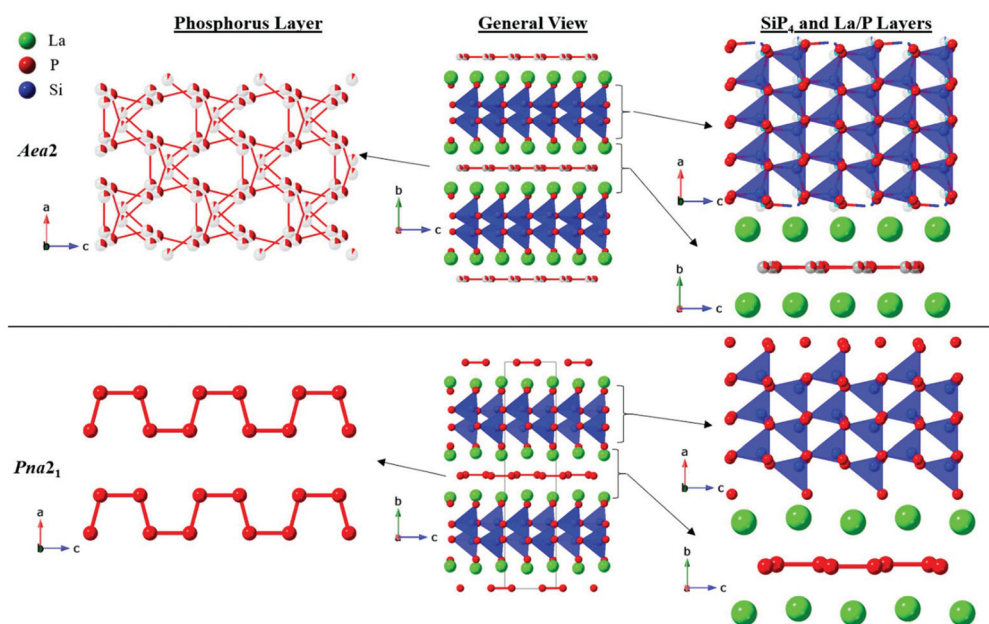 Phosphorus Layer
General View
SiP₄ and La/P Layers
La
P
Si
Aea2
a
c
b
c
a
c
b
c
Pna2₁
a
c
b
c
a
c
b
c